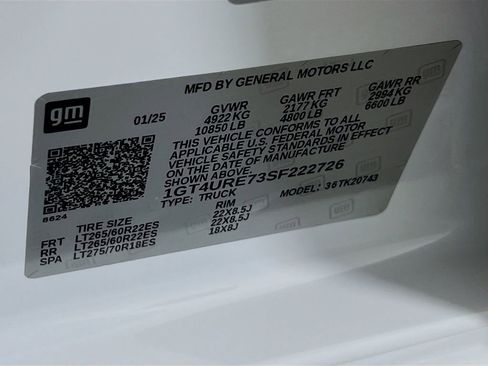 MFD BY GENERAL MOTORS LLC
gm
01/25
GVWR
4922 KG
10850 LB
GAWR FRT
2177 KG
4800 LB
GAWR RR
2994 KG
6600 LB
THIS VEHICLE CONFORMS TO ALL
APPLICABLE U.S. FEDERAL MOTOR
VEHICLE SAFETY STANDARDS IN EFFECT
ON THE DATE OF MANUFACTURE
SHOWN ABOVE.
1GT4URE73SF222726
TYPE: TRUCK
MODEL: 36TK20743
8624
TIRE SIZE
RIM
FRT LT265/60R22ES 22X8.5J
RR LT265/60R22ES 22X8.5J
SPA LT275/70R18ES 18X8J